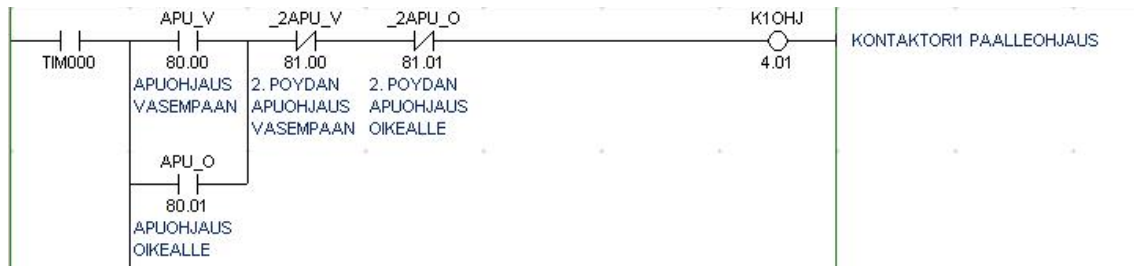 APU_V _2APU_V _2APU_O K1OHJ
TIM000 80.00 81.00 81.01 4.01 KONTAKTORI1 PAALLEOHJAUS
APUOHJAUS 2. POYDAN 2. POYDAN
VASEMPAAN APUOHJAUS APUOHJAUS
VASEMPAAN OIKEALLE
APU_O
80.01
APUOHJAUS
OIKEALLE